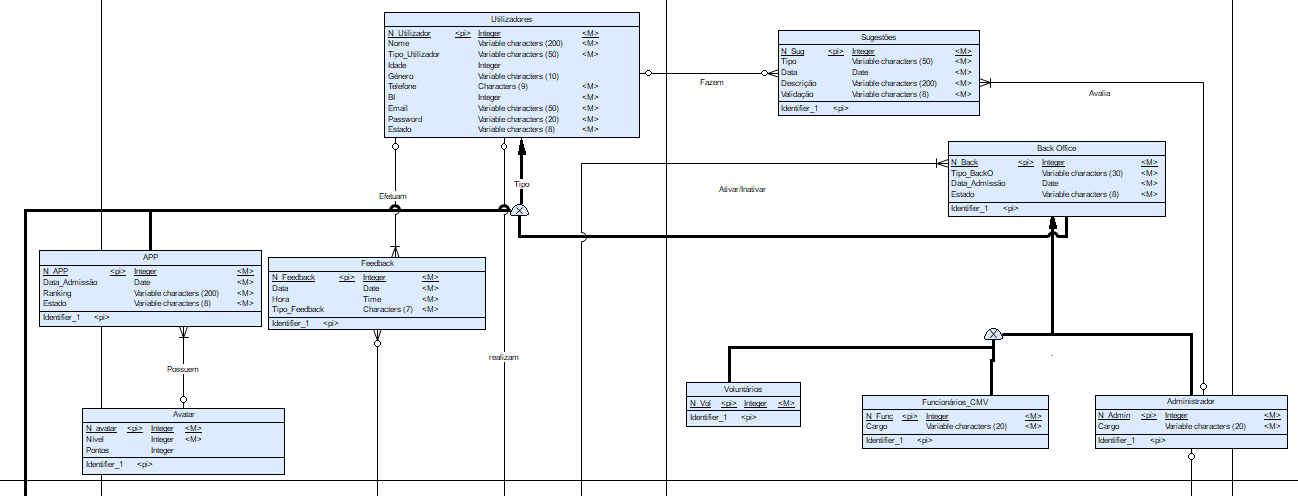 Utilizadores
N_Utilizador <pi> Integer <M>
Nome Variable characters (200) <M>
Tipo_Utilizador Variable characters (50) <M>
Idade Integer
Género Variable characters (10)
Telefone Characters (9) <M>
BI Integer <M>
Email Variable characters (50) <M>
Password Variable characters (20) <M>
Estado Variable characters (8) <M>
Fazem
Sugestões
N_Sug <pi> Integer <M>
Tipo Variable characters (50) <M>
Data Date <M>
Descrição Variable characters (200) <M>
Validação Variable characters (8) <M>
Identifier_1 <pi>
Avalia
Back Office
N_Back <pi> Integer <M>
Tipo_BackO Variable characters (30) <M>
Data_Admissão Date <M>
Estado Variable characters (8) <M>
Identifier_1 <pi>
Tipo
Ativar/Inativar
Efetuam
APP
N_APP <pi> Integer <M>
Data_Admissão Date <M>
Ranking Variable characters (200) <M>
Estado Variable characters (8) <M>
Identifier_1 <pi>
Feedback
N_Feedback <pi> Integer <M>
Data Date <M>
Hora Time <M>
Tipo_Feedback Characters (7) <M>
Identifier_1 <pi>
realizam
Possuem
Avatar
N_avatar <pi> Integer <M>
Nível Integer <M>
Pontos Integer
Identifier_1 <pi>
Voluntários
N_Vol <pi> Integer <M>
Identifier_1 <pi>
Funcionários_CMV
N_Func <pi> Integer <M>
Cargo Variable characters (20) <M>
Identifier_1 <pi>
Administrador
N_Admin <pi> Integer <M>
Cargo Variable characters (20) <M>
Identifier_1 <pi>